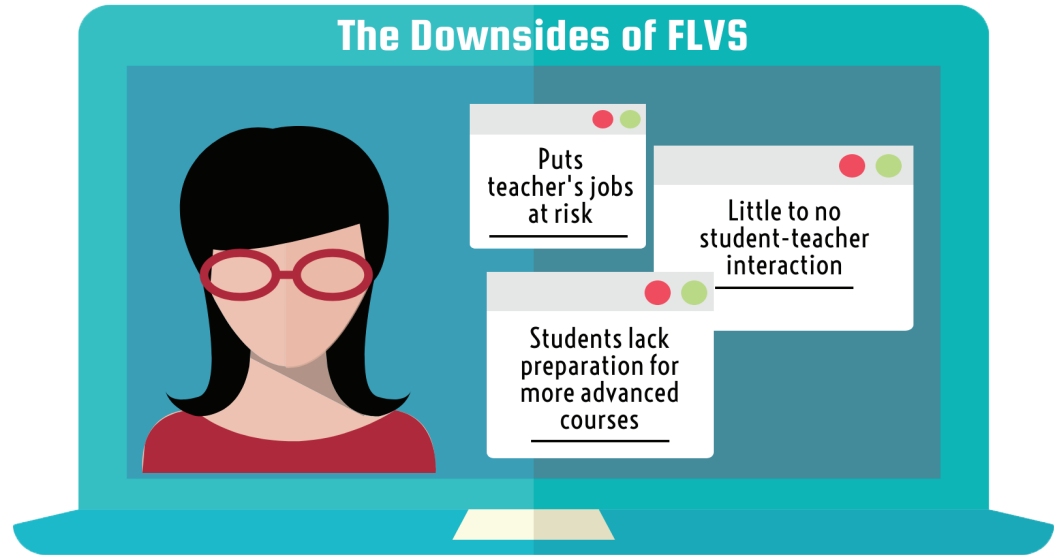 The Downsides of FLVS
Puts
teacher's jobs
at risk
Little to no
student-teacher
interaction
Students lack
preparation for
more advanced
courses